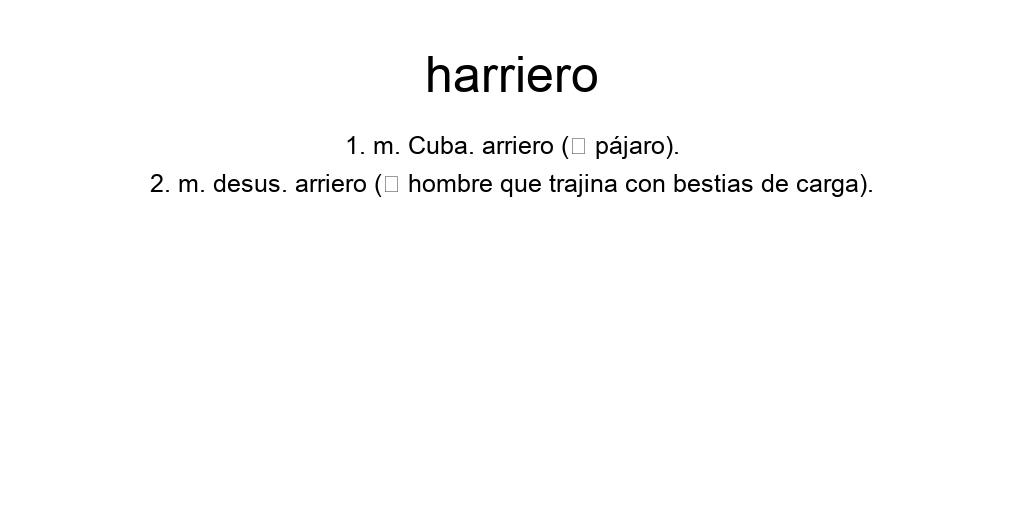 harriero
1. m. Cuba. arriero (□ pájaro).
2. m. desus. arriero (□ hombre que trajina con bestias de carga).